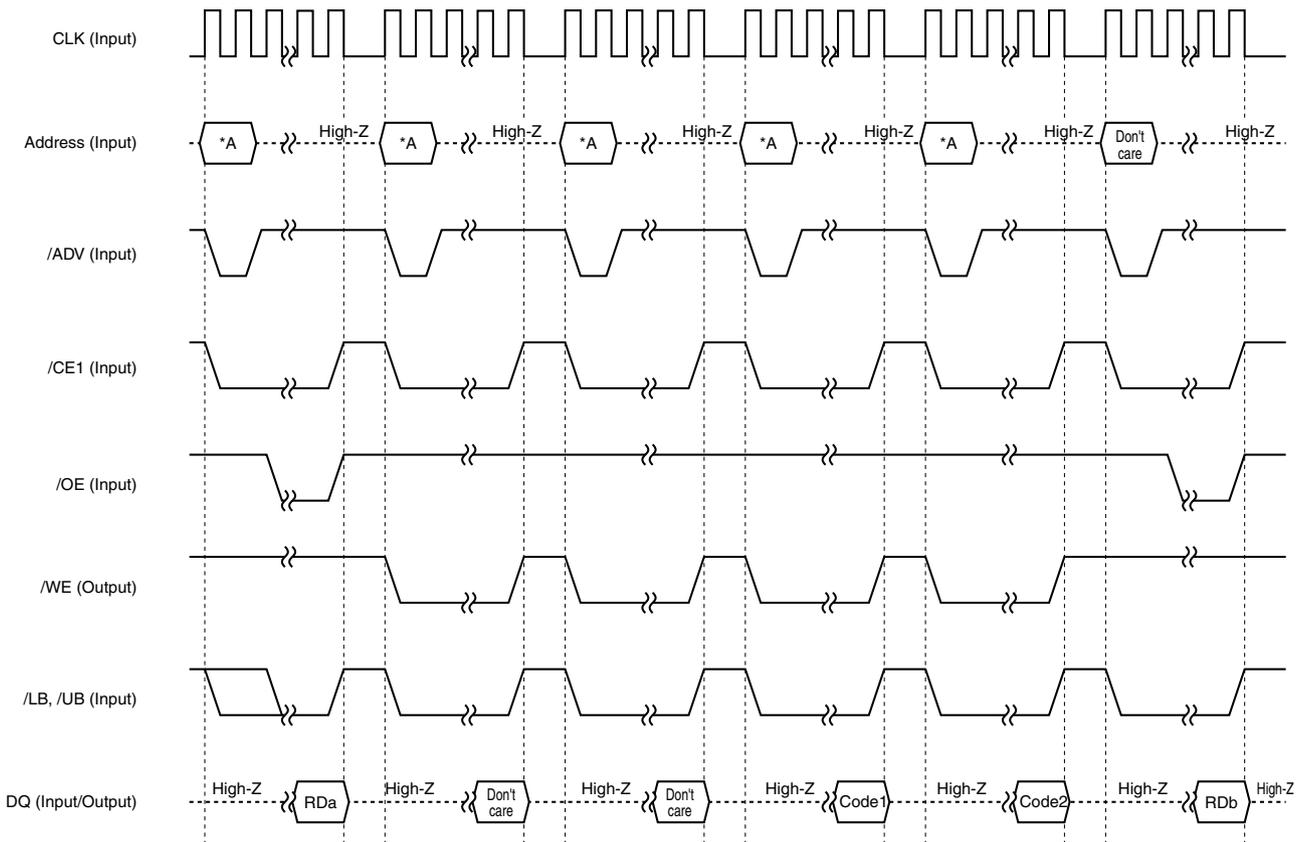 CLK (Input)
Address (Input)
*A
High-Z
*A
High-Z
*A
High-Z
*A
High-Z
*A
High-Z
Don't
care
High-Z
/ADV (Input)
/CE1 (Input)
/OE (Input)
/WE (Output)
/LB, /UB (Input)
DQ (Input/Output)
High-Z
RDa
High-Z
Don't
care
High-Z
Don't
care
High-Z
Code1
High-Z
Code2
High-Z
RDb
High-Z